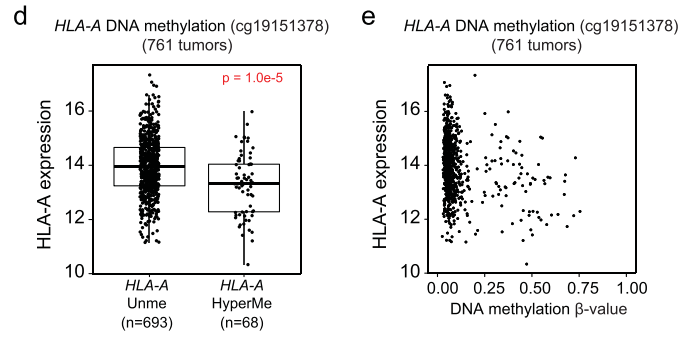 d
HLA-A DNA methylation (cg19151378)
(761 tumors)
p = 1.0e-5
HLA-A expression
16
14
12
10
HLA-A
Unme
(n=693)
HLA-A
HyperMe
(n=68)
e
HLA-A DNA methylation (cg19151378)
(761 tumors)
HLA-A expression
16
14
12
10
0.00 0.25 0.50 0.75 1.00
DNA methylation β-value